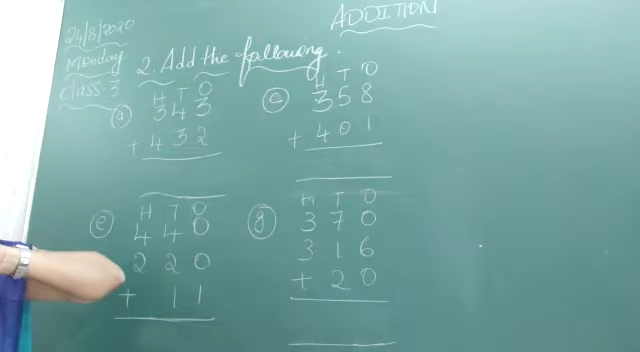 ADDITION
24/8/2020
Monday
Class-3
2. Add the following.
(a)
H T O
3 4 3
+ 4 3 2
(c)
H T O
3 5 8
+ 4 0 1
(e)
H T O
4 4 0
2 2 0
+ 1 1
(g)
H T O
3 7 0
3 1 6
+ 2 0